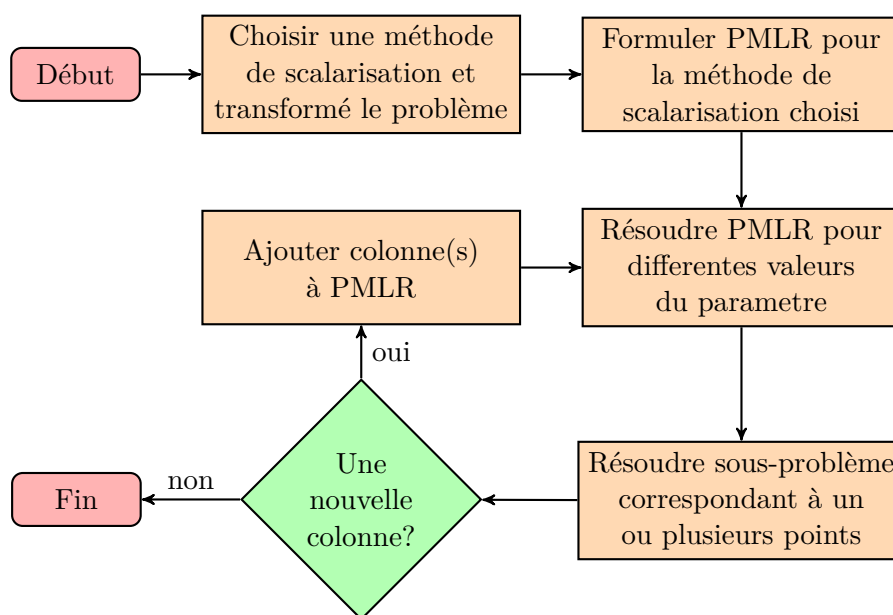 Début
Choisir une méthode
de scalarisation et
transformé le problème
Formuler PMLR pour
la méthode de
scalarisation choisi
Résoudre PMLR pour
differentes valeurs
du parametre
Ajouter colonne(s)
à PMLR
oui
Résoudre sous-problème
correspondant à un
ou plusieurs points
Une
nouvelle
colonne?
non
Fin